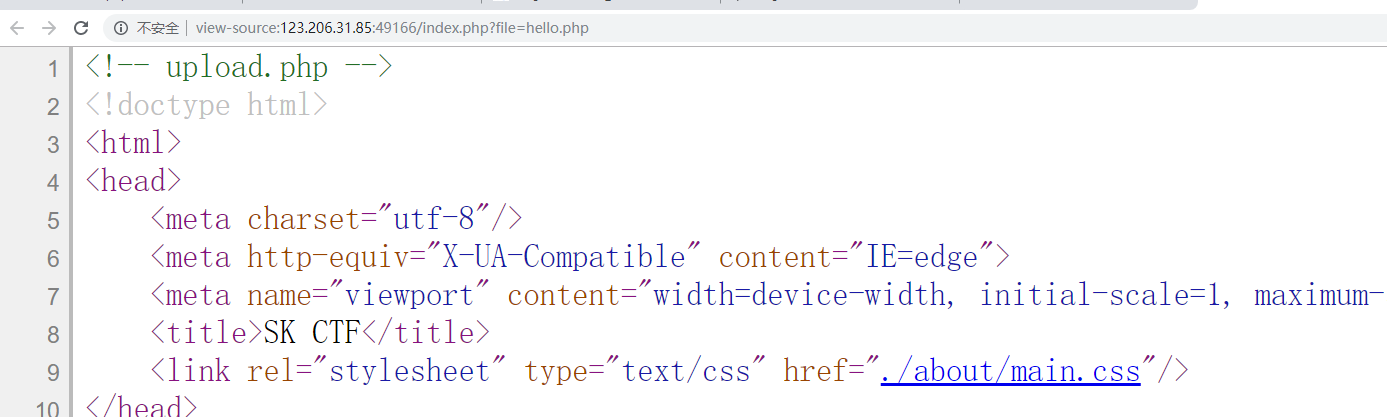 不安全 | view-source:123.206.31.85:49166/index.php?file=hello.php
1 <!-- upload.php -->
2 <!doctype html>
3 <html>
4 <head>
5 <meta charset="utf-8"/>
6 <meta http-equiv="X-UA-Compatible" content="IE=edge">
7 <meta name="viewport" content="width=device-width, initial-scale=1, maximum-
8 <title>SK CTF</title>
9 <link rel="stylesheet" type="text/css" href="./about/main.css"/>
10 </head>